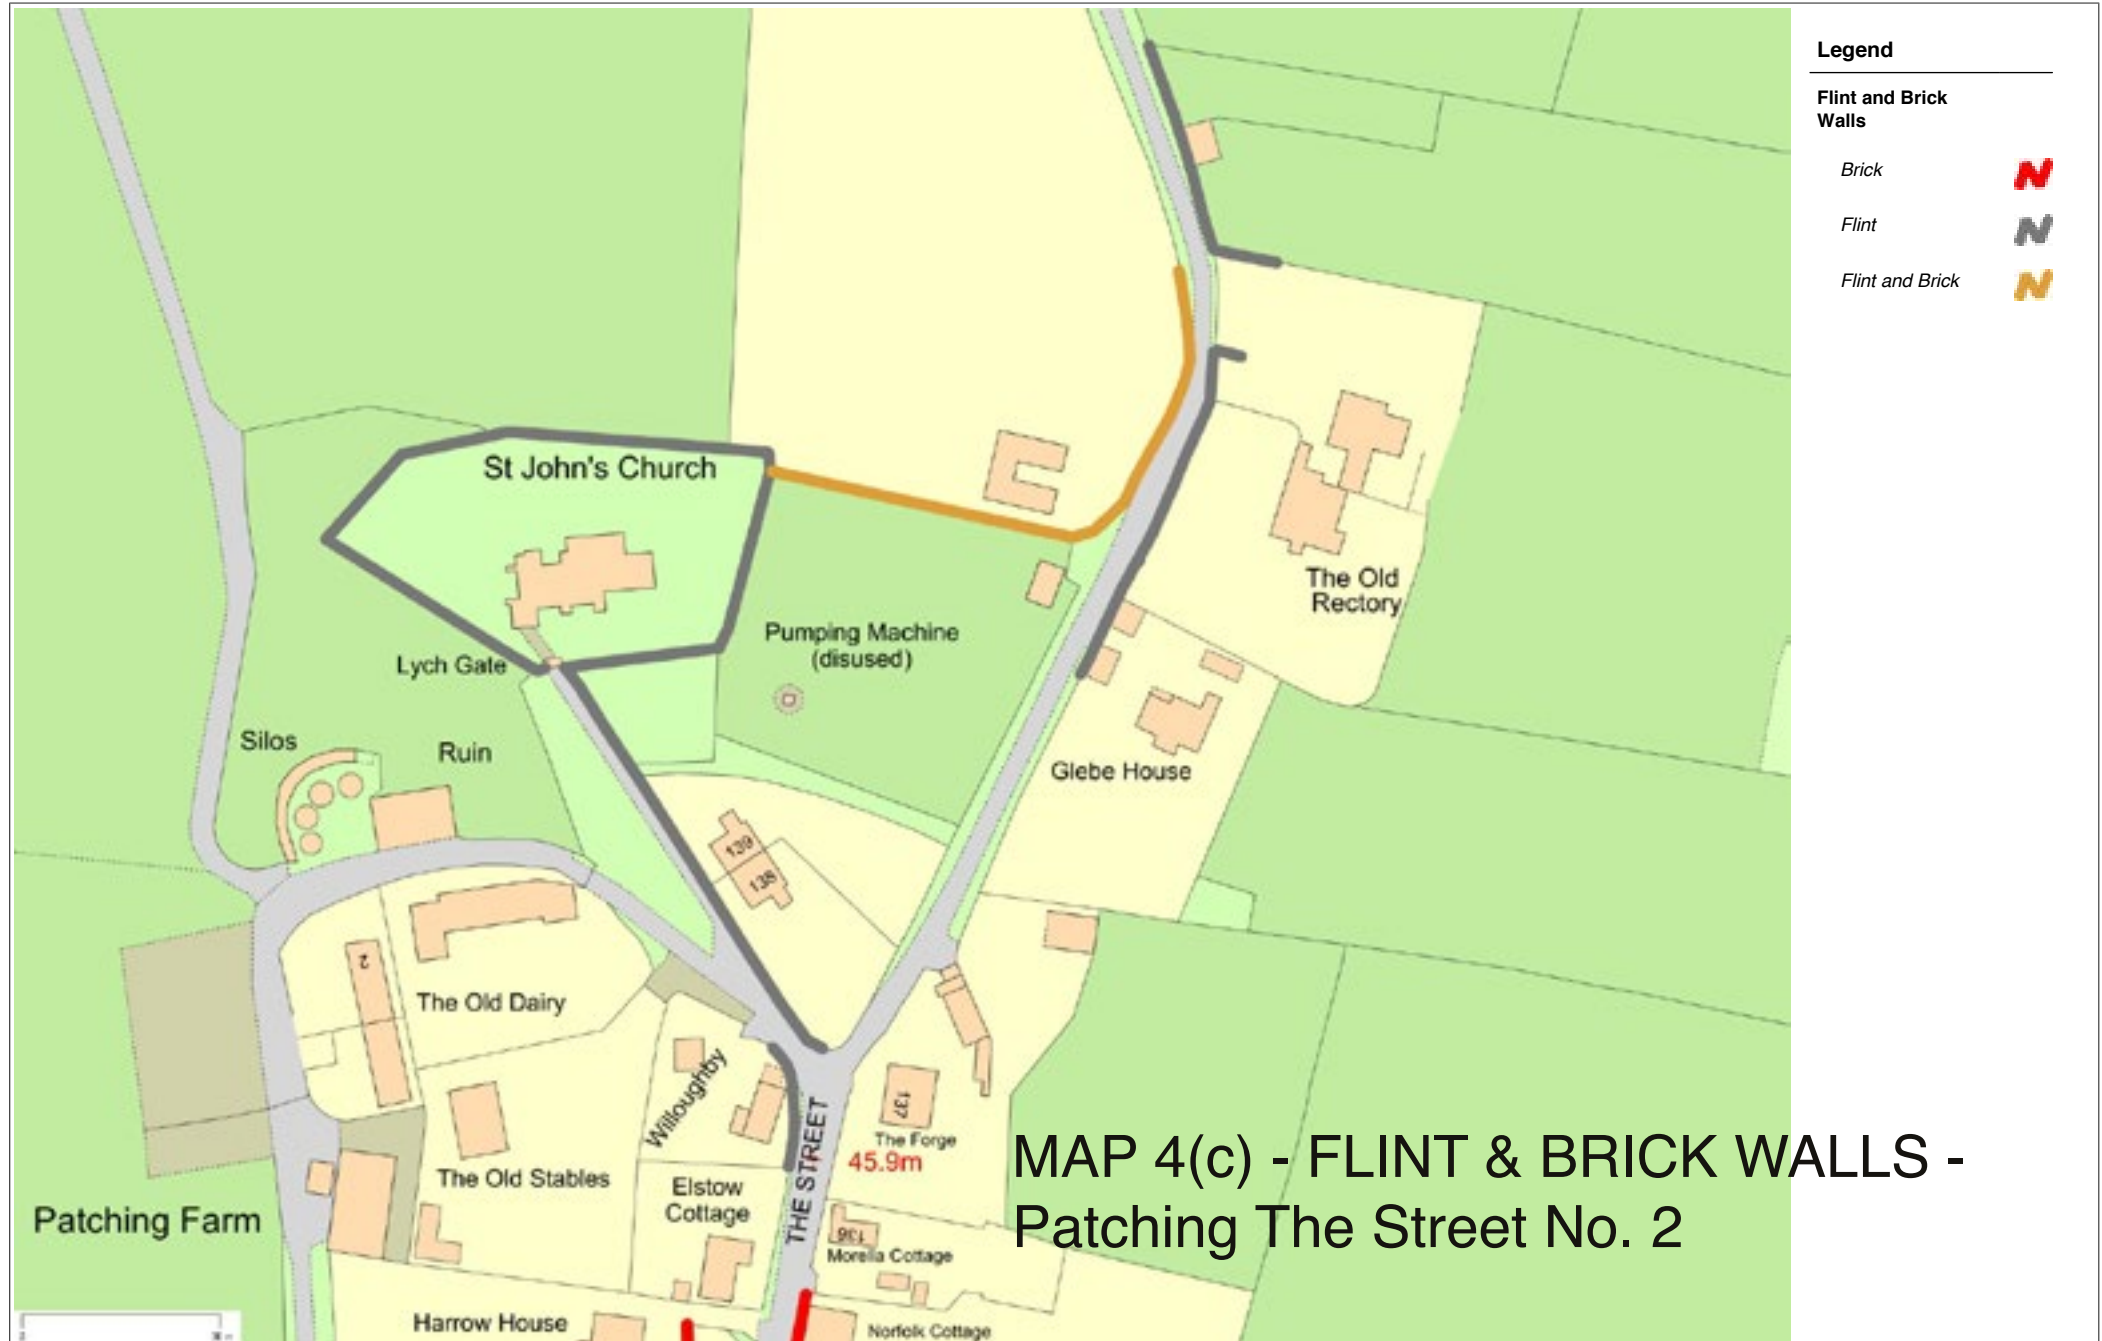 Legend
Flint and Brick
Walls
Brick
Flint
Flint and Brick
St John's Church
The Old
Rectory
Pumping Machine
(disused)
Lych Gate
Silos
Ruin
Glebe House
139
138
2
The Old Dairy
Willoughby
137
The Forge
45.9m
THE STREET
The Old Stables
Elstow
Cottage
Patching Farm
136
Morella Cottage
Harrow House
Norfolk Cottage
MAP 4(c) - FLINT & BRICK WALLS -
Patching The Street No. 2